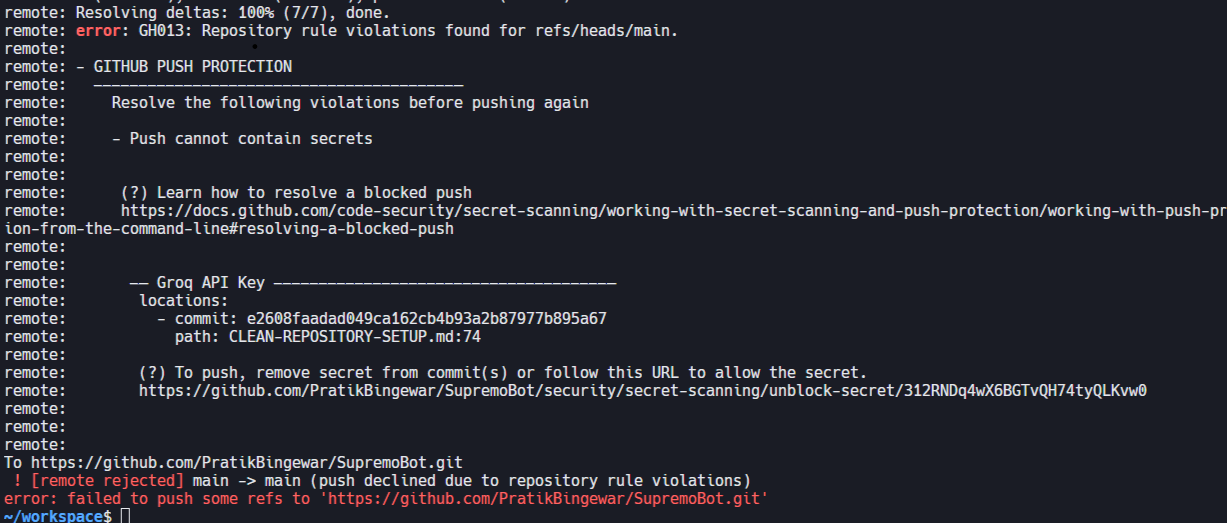 remote: Resolving deltas: 100% (7/7), done.
remote: error: GH013: Repository rule violations found for refs/heads/main.
remote:
remote: - GITHUB PUSH PROTECTION
remote:   —————————————————————————————————————————
remote:     Resolve the following violations before pushing again
remote:
remote:     - Push cannot contain secrets
remote:
remote:
remote:      (?) Learn how to resolve a blocked push
remote:      https://docs.github.com/code-security/secret-scanning/working-with-secret-scanning-and-push-protection/working-with-push-pr
ion-from-the-command-line#resolving-a-blocked-push
remote:
remote:
remote:       —— Groq API Key ——————————————————————————————————————
remote:        locations:
remote:          - commit: e2608faadad049ca162cb4b93a2b87977b895a67
remote:            path: CLEAN-REPOSITORY-SETUP.md:74
remote:
remote:        (?) To push, remove secret from commit(s) or follow this URL to allow the secret.
remote:        https://github.com/PratikBingewar/SupremoBot/security/secret-scanning/unblock-secret/312RNDq4wX6BGTvQH74tyQLKvw0
remote:
remote:
remote:
To https://github.com/PratikBingewar/SupremoBot.git
 ! [remote rejected] main -> main (push declined due to repository rule violations)
error: failed to push some refs to 'https://github.com/PratikBingewar/SupremoBot.git'
~/workspace$